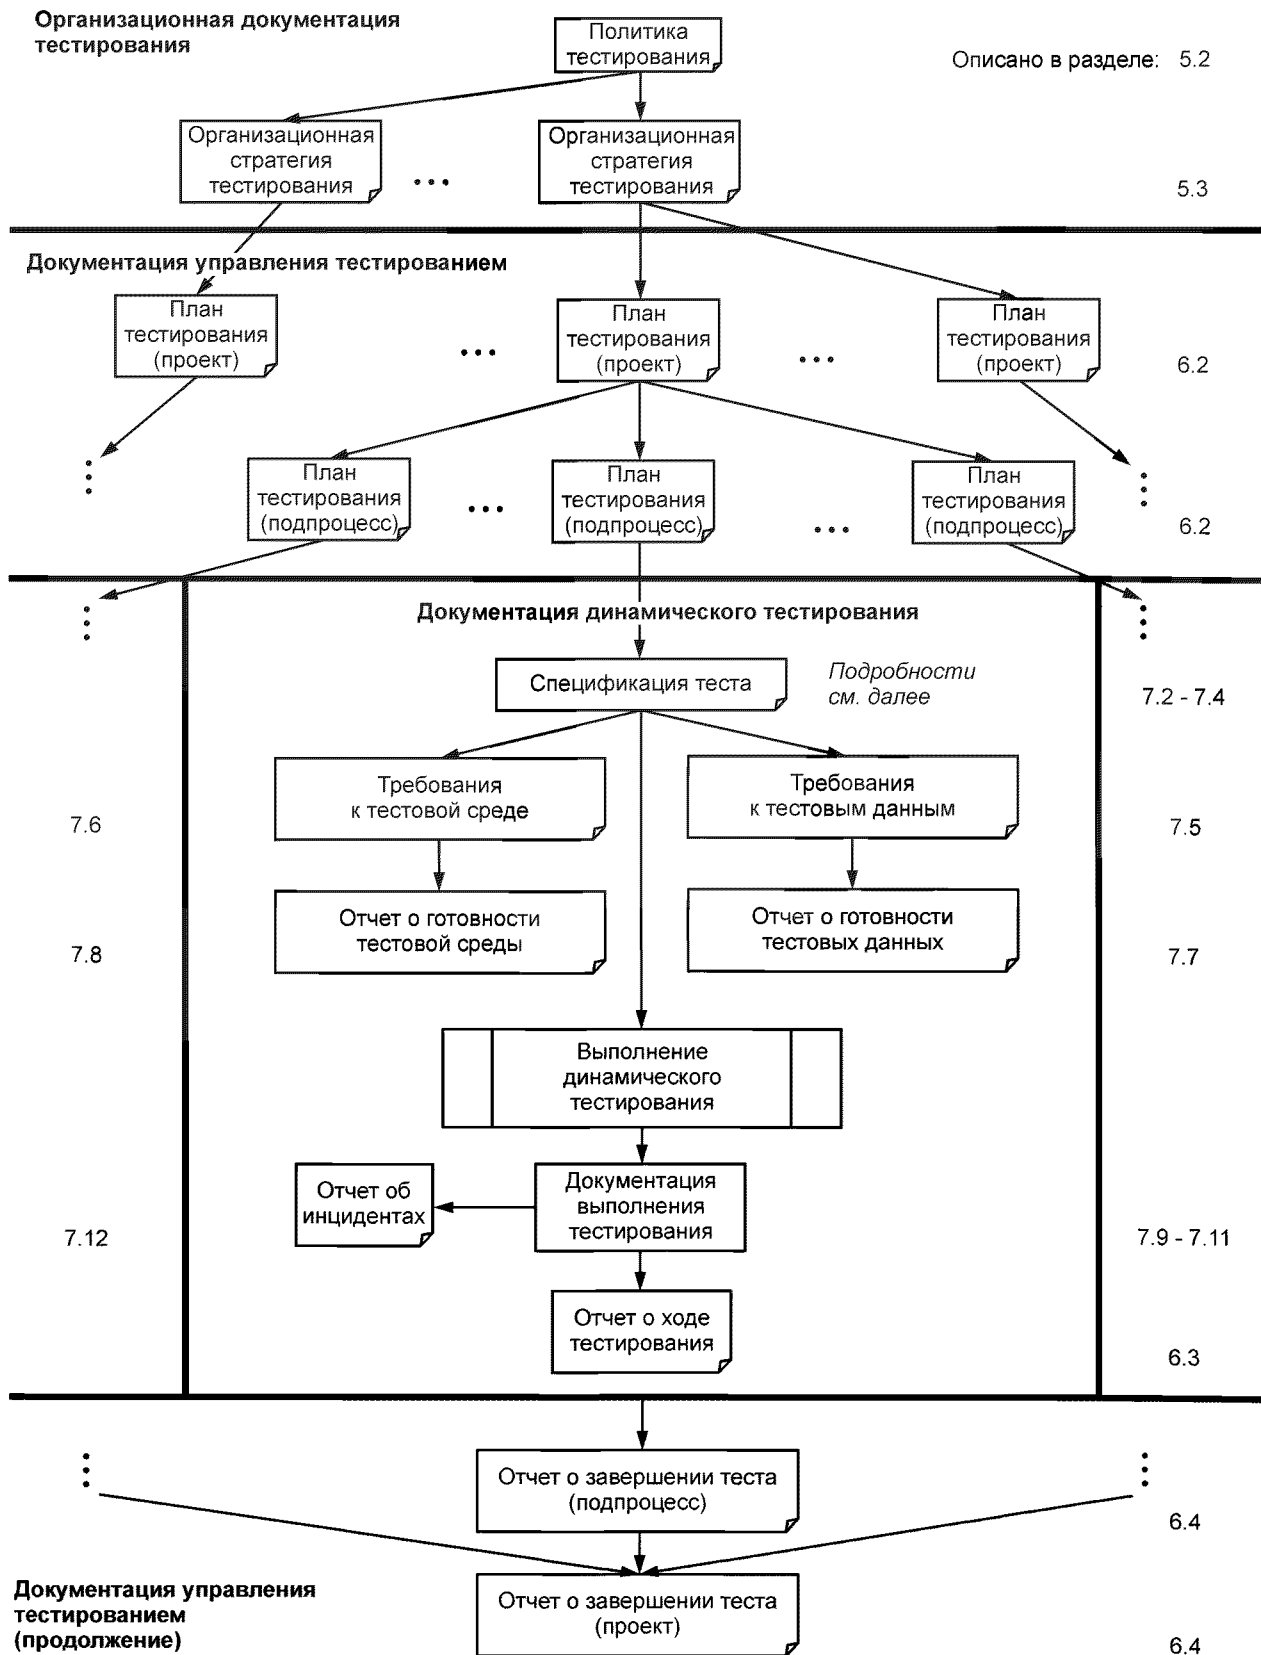 Организационная документация
тестирования
Политика
тестирования
Описано в разделе: 5.2
Организационная
стратегия
тестирования
...
Организационная
стратегия
тестирования
5.3
Документация управления тестированием
План
тестирования
(проект)
...
План
тестирования
(проект)
...
План
тестирования
(проект)
6.2
План
тестирования
(подпроцесс)
...
План
тестирования
(подпроцесс)
...
План
тестирования
(подпроцесс)
6.2
Документация динамического тестирования
Спецификация теста
Подробности
см. далее
7.2 - 7.4
Требования
к тестовой среде
7.6
Требования
к тестовым данным
7.5
Отчет о готовности
тестовой среды
7.8
Отчет о готовности
тестовых данных
7.7
Выполнение
динамического
тестирования
Отчет об
инцидентах
7.12
Документация
выполнения
тестирования
7.9 - 7.11
Отчет о ходе
тестирования
6.3
Отчет о завершении теста
(подпроцесс)
6.4
Документация управления
тестированием
(продолжение)
Отчет о завершении теста
(проект)
6.4